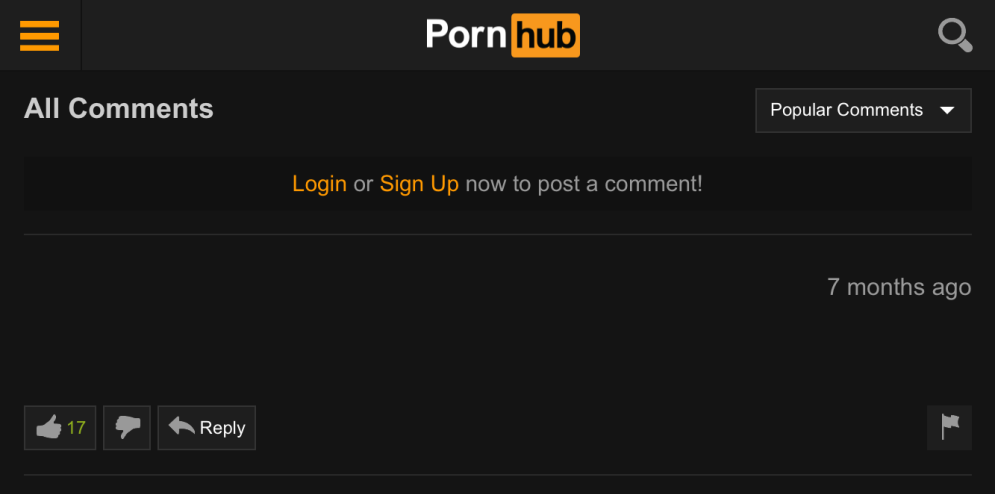 Porn hub
All Comments
Popular Comments
Login or Sign Up now to post a comment!
7 months ago
17
Reply